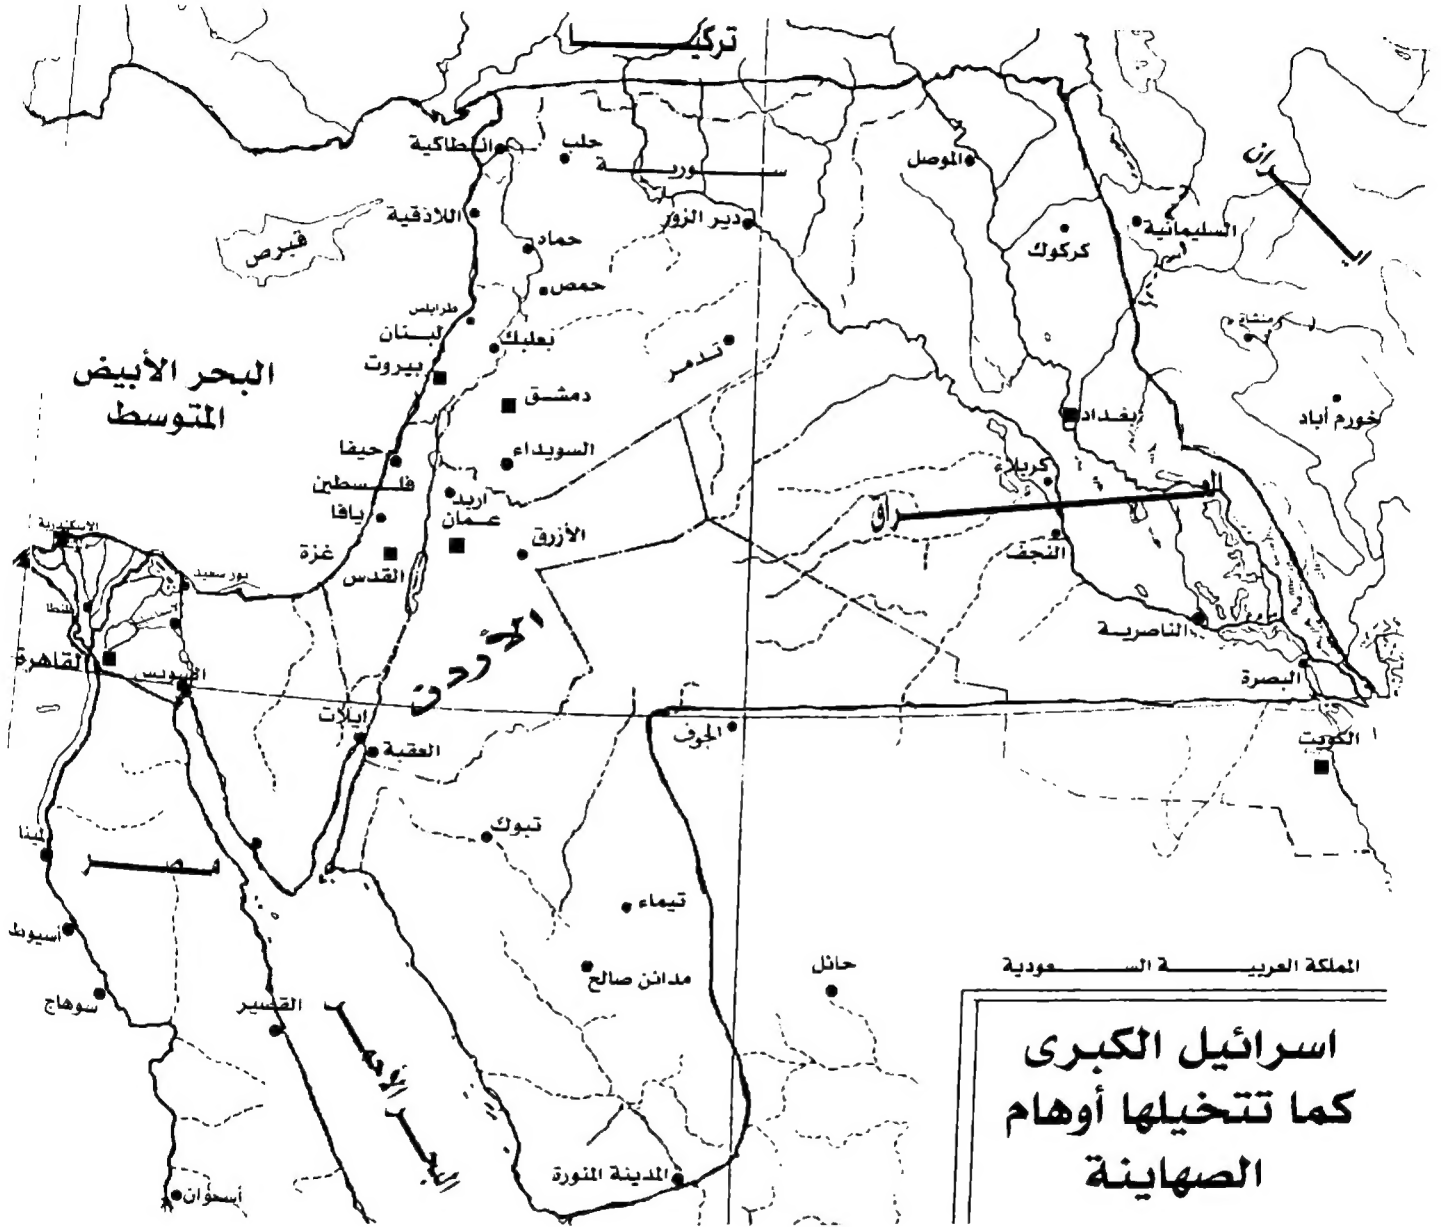 تركيا
انطاكية
حلب
سورية
الموصل
ايران
اللاذقية
دير الزور
السليمانية
قبرص
حماد
كركوك
حمص
طرابلس
لبنان
بعلبك
تدمر
البحر الأبيض
المتوسط
بيروت
دمشق
بغداد
خورم أباد
حيفا
السويداء
كربلاء
فلسطين
اربد
العراق
يافا
عمان
الاسكندرية
غزة
القدس
الأزرق
النجف
بور سعيد
طنطا
الأردن
الناصرية
القاهرة
السويس
البصرة
ايلات
العقبة
الجوف
الكويت
المينا
تبوك
مصر
تيماء
أسيوط
مدائن صالح
حائل
المملكة العربية السعودية
سوهاج
القصير
البحر الأحمر
اسرائيل الكبرى
كما تتخيلها أوهام
الصهاينة
المدينة المنورة
أسوان